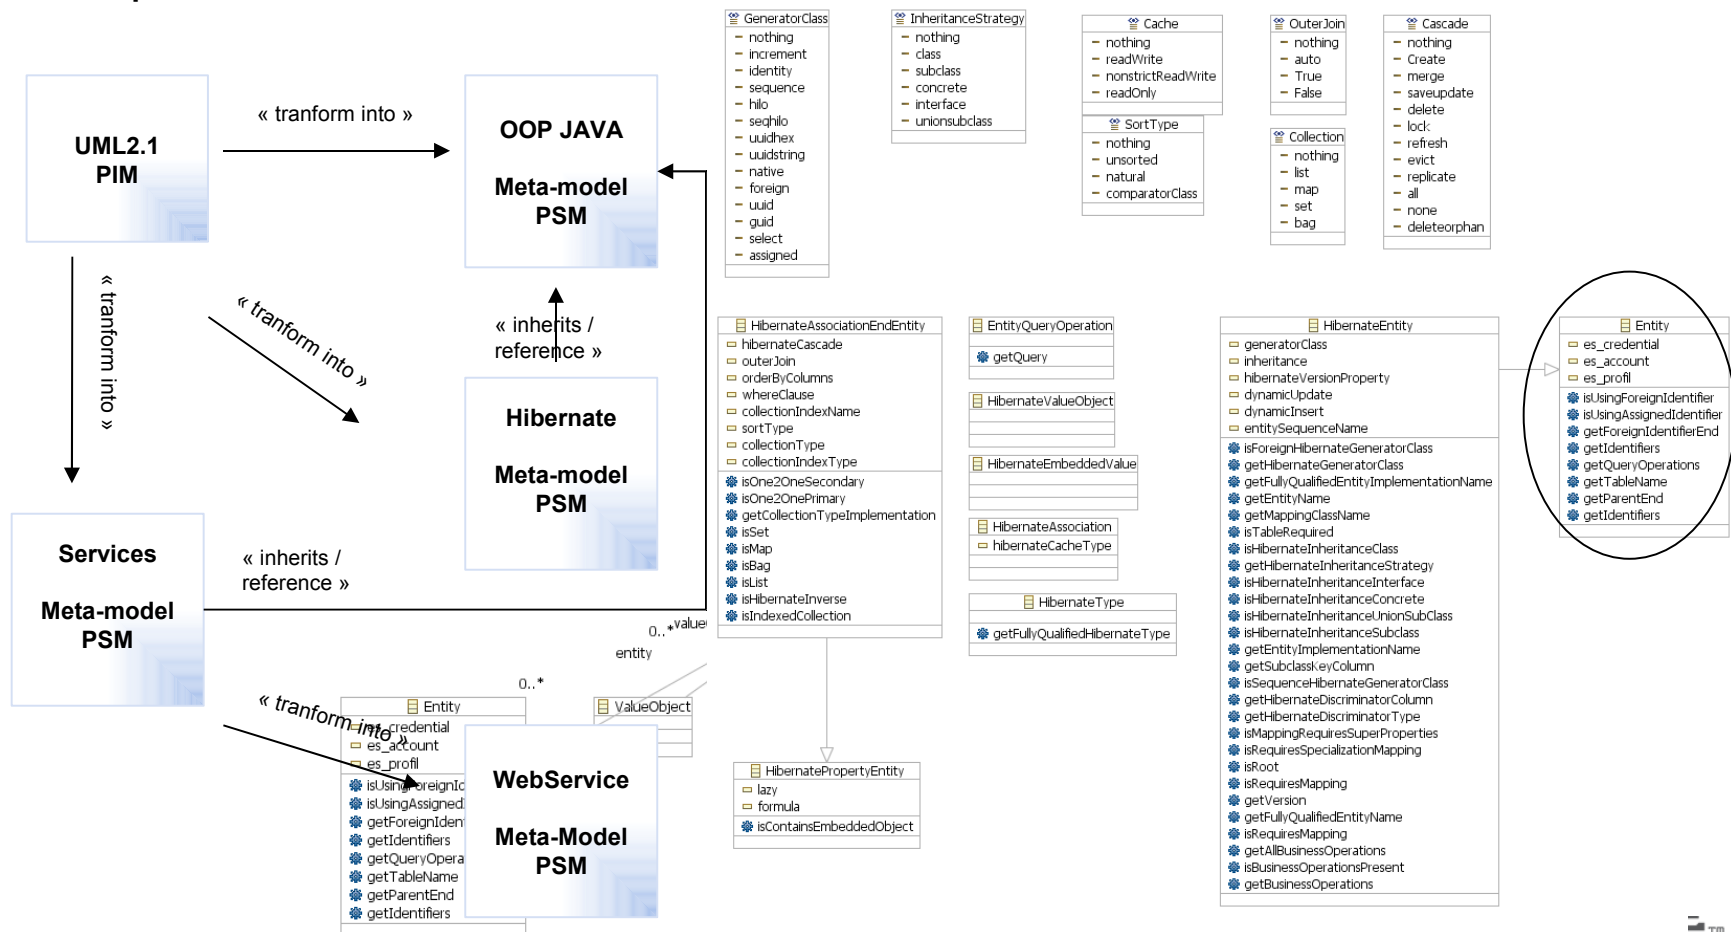 UML2.1
PIM
« tranform into »
OOP JAVA
Meta-model
PSM
« tranform into »
« tranform into »
« inherits /
reference »
Hibernate
Meta-model
PSM
Services
Meta-model
PSM
« inherits /
reference »
« tranform into »
WebService
Meta-Model
PSM
0..*
entity
0..*
Entity
es_credential
es_account
es_profil
getIdentifiers
getTableName
getParentEnd
getIdentifiers
ValueObject
GeneratorClass
nothing
increment
identity
sequence
hilo
seqhilo
uuidhex
uuidstring
native
foreign
uuid
guid
select
assigned
InheritanceStrategy
nothing
class
subclass
concrete
interface
unionsubclass
Cache
nothing
readWrite
nonstrictReadWrite
readOnly
SortType
nothing
unsorted
natural
comparatorClass
OuterJoin
nothing
auto
True
False
Collection
nothing
list
map
set
bag
Cascade
nothing
Create
merge
saveupdate
delete
lock
refresh
evict
replicate
all
none
deleteorphan
HibernateAssociationEndEntity
hibernateCascade
outerJoin
orderByColumns
whereClause
collectionIndexName
sortType
collectionType
collectionIndexType
isOne2OneSecondary
isOne2OnePrimary
getCollectionTypeImplementation
isSet
isMap
isBag
isList
isHibernateInverse
isIndexedCollection
HibernatePropertyEntity
lazy
formula
isContainsEmbeddedObject
EntityQueryOperation
getQuery
HibernateValueObject
HibernateEmbeddedValue
HibernateAssociation
hibernateCacheType
HibernateType
getFullyQualifiedHibernateType
HibernateEntity
generatorClass
inheritance
hibernateVersionProperty
dynamicUpdate
dynamicInsert
entitySequenceName
isForeignHibernateGeneratorClass
getHibernateGeneratorClass
getFullyQualifiedEntityImplementationName
getEntityName
getMappingClassName
isTableRequired
isHibernateInheritanceClass
getHibernateInheritanceStrategy
isHibernateInheritanceInterface
isHibernateInheritanceConcrete
isHibernateInheritanceUnionSubClass
isHibernateInheritanceSubclass
getEntityImplementationName
getSubclassKeyColumn
isSequenceHibernateGeneratorClass
getHibernateDiscriminatorColumn
getHibernateDiscriminatorType
isMappingRequiresSuperProperties
isRequiresSpecializationMapping
isRoot
isRequiresMapping
getVersion
getFullyQualifiedEntityName
isRequiresMapping
getAllBusinessOperations
isBusinessOperationsPresent
getBusinessOperations
Entity
es_credential
es_account
es_profil
isUsingForeignIdentifier
isUsingAssignedIdentifier
getForeignIdentifierEnd
getIdentifiers
getQueryOperations
getTableName
getParentEnd
getIdentifiers